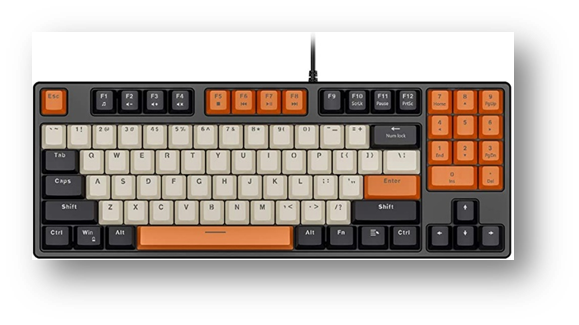 Esc F1 F2 F3 F4 F5 F6 F7 F8 F9 F10 F11 F12 7 8 9
ScrLk Pause PrtSc Home PgUp
1! 2@ 3# 4$ 5% 6^ 7& 8* 9( 0) Num lock 4 5 6
Tab Q W E R T Y U I O P [{ ]} \| 1 2 3
End PgDn
Caps A S D F G H J K L ;: '" Enter 0 .
Ins Del
Shift Z X C V B N M ,< .> /? Shift
Ctrl Win Alt Alt Fn Ctrl